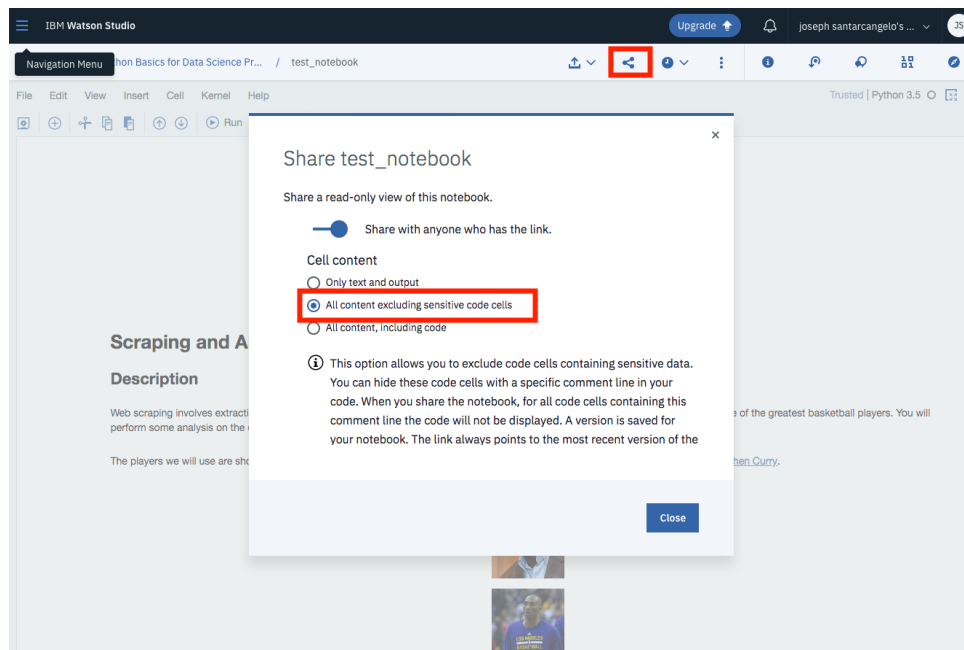 IBM Watson Studio
Upgrade
joseph santarcangelo's ...
JS
Navigation Menu
hon Basics for Data Science Pr... / test_notebook
File Edit View Insert Cell Kernel Help
Trusted | Python 3.5
Run
Share test_notebook
Share a read-only view of this notebook.
Share with anyone who has the link.
Cell content
Only text and output
All content excluding sensitive code cells
All content, including code
This option allows you to exclude code cells containing sensitive data.
You can hide these code cells with a specific comment line in your
code. When you share the notebook, for all code cells containing this
comment line the code will not be displayed. A version is saved for
your notebook. The link always points to the most recent version of the
Close
Scraping and A
Description
Web scraping involves extracti
e of the greatest basketball players. You will
perform some analysis on the
The players we will use are sho
hen Curry.
LOS ANGELES
BASKETBALL